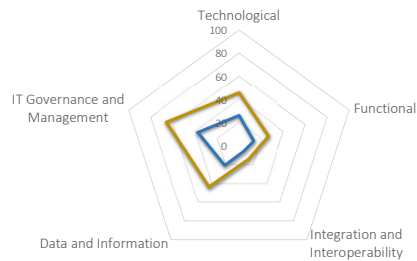 Technological
100
80
60
40
20
0
IT Governance and
Management
Functional
Data and Information
Integration and
Interoperability